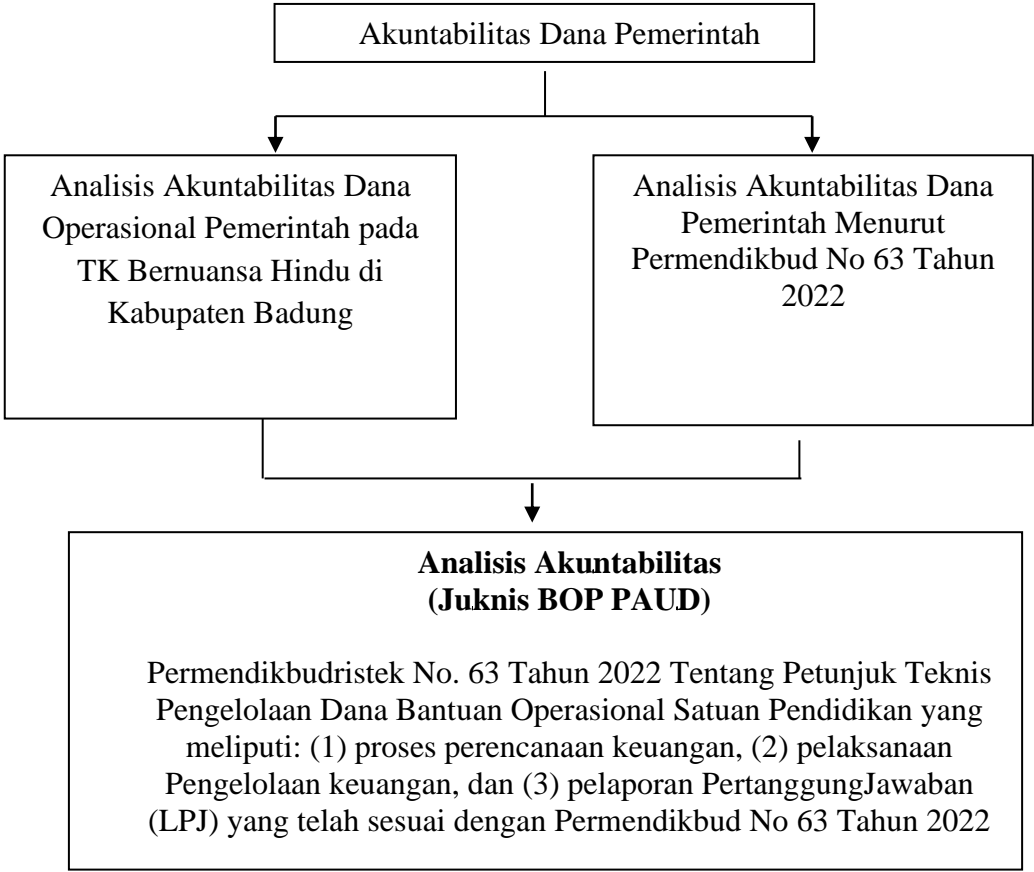 Akuntabilitas Dana Pemerintah
Analisis Akuntabilitas Dana
Operasional Pemerintah pada
TK Bernuansa Hindu di
Kabupaten Badung
Analisis Akuntabilitas Dana
Pemerintah Menurut
Permendikbud No 63 Tahun
2022
Analisis Akuntabilitas
(Juknis BOP PAUD)
Permendikbudristek No. 63 Tahun 2022 Tentang Petunjuk Teknis
Pengelolaan Dana Bantuan Operasional Satuan Pendidikan yang
meliputi: (1) proses perencanaan keuangan, (2) pelaksanaan
Pengelolaan keuangan, dan (3) pelaporan PertanggungJawaban
(LPJ) yang telah sesuai dengan Permendikbud No 63 Tahun 2022